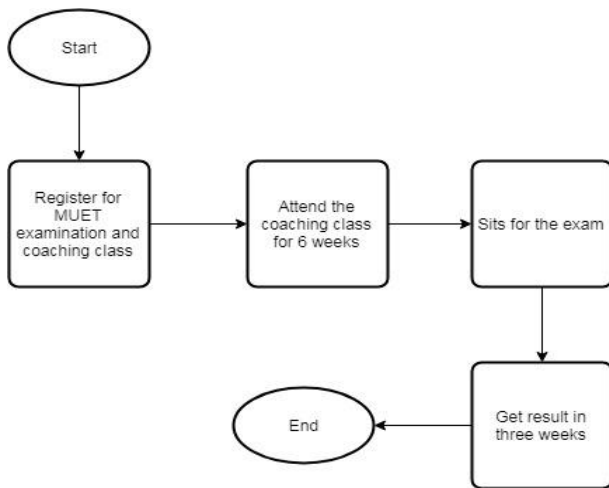 Start
Register for
MUET
examination and
coaching class
Attend the
coaching class
for 6 weeks
Sits for the exam
Get result in
three weeks
End